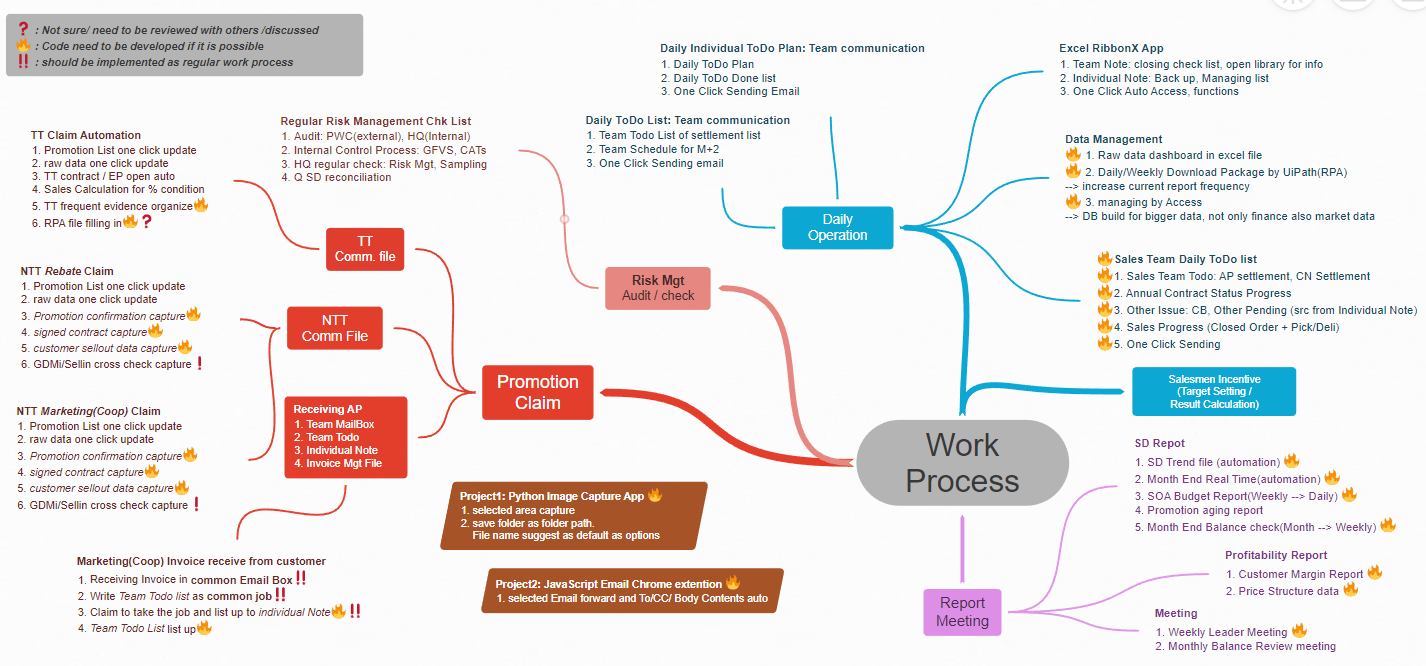 : Not sure/ need to be reviewed with others /discussed
: Code need to be developed if it is possible
: should be implemented as regular work process
TT Claim Automation
1. Promotion List one click update
2. raw data one click update
3. TT contract / EP open auto
4. Sales Calculation for % condition
5. TT frequent evidence organize🔥
6. RPA file filling in🔥❓
Regular Risk Management Chk List
1. Audit: PWC(external), HQ(Internal)
2. Internal Control Process: GFVS, CATs
3. HQ regular check: Risk Mgt, Sampling
4. Q SD reconciliation
Daily Individual ToDo Plan: Team communication
1. Daily ToDo Plan
2. Daily ToDo Done list
3. One Click Sending Email
Daily ToDo List: Team communication
1. Team Todo List of settlement list
2. Team Schedule for M+2
3. One Click Sending email
Excel RibbonX App
1. Team Note: closing check list, open library for info
2. Individual Note: Back up, Managing list
3. One Click Auto Access, functions
Data Management
🔥 1. Raw data dashboard in excel file
🔥 2. Daily/Weekly Download Package by UiPath(RPA)
--> increase current report frequency
🔥 3. managing by Access
--> DB build for bigger data, not only finance also market data
🔥Sales Team Daily ToDo list
🔥1. Sales Team Todo: AP settlement, CN Settlement
🔥2. Annual Contract Status Progress
🔥3. Other Issue: CB, Other Pending (src from Individual Note)
🔥4. Sales Progress (Closed Order + Pick/Deli)
🔥5. One Click Sending
Daily
Operation
TT
Comm. file
Risk Mgt
Audit / check
NTT Rebate Claim
1. Promotion List one click update
2. raw data one click update
3. Promotion confirmation capture🔥
4. signed contract capture🔥
5. customer sellout data capture🔥
6. GDMi/Sellin cross check capture ❗
NTT
Comm File
Promotion
Claim
Salesmen Incentive
(Target Setting /
Result Calculation)
NTT Marketing(Coop) Claim
1. Promotion List one click update
2. raw data one click update
3. Promotion confirmation capture🔥
4. signed contract capture🔥
5. customer sellout data capture🔥
6. GDMi/Sellin cross check capture ❗
Receiving AP
1. Team MailBox
2. Team Todo
3. Individual Note
4. Invoice Mgt File
Work
Process
SD Repot
1. SD Trend file (automation) 🔥
2. Month End Real Time(automation) 🔥
3. SOA Budget Report(Weekly --> Daily) 🔥
4. Promotion aging report
5. Month End Balance check(Month --> Weekly) 🔥
Project1: Python Image Capture App 🔥
1. selected area capture
2. save folder as folder path.
File name suggest as default as options
Project2: JavaScript Email Chrome extention 🔥
1. selected Email forward and To/CC/ Body Contents auto
Marketing(Coop) Invoice receive from customer
1. Receiving Invoice in common Email Box‼
2. Write Team Todo list as common job‼
3. Claim to take the job and list up to individual Note🔥‼
4. Team Todo List list up🔥
Report
Meeting
Profitability Report
1. Customer Margin Report 🔥
2. Price Structure data 🔥
Meeting
1. Weekly Leader Meeting 🔥
2. Monthly Balance Review meeting